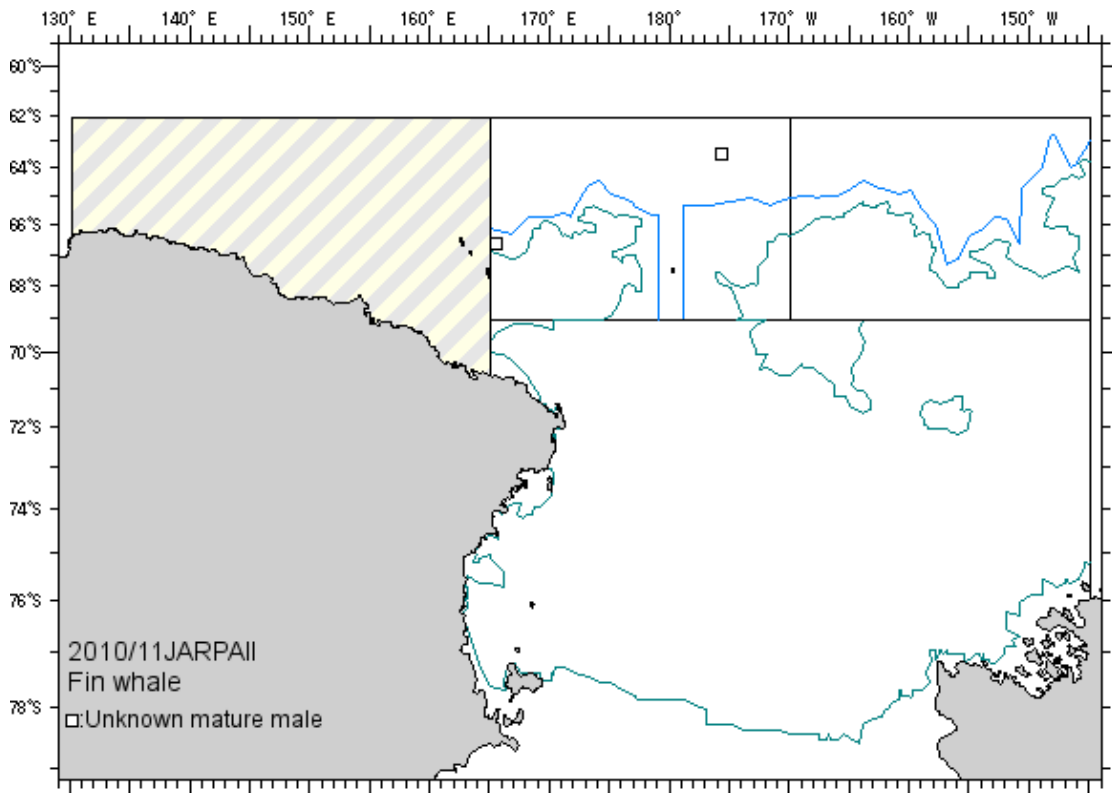 130° E 140° E 150° E 160° E 170° E 180° 170° W 160° W 150° W
60°S
62°S
64°S
66°S
68°S
70°S
72°S
74°S
76°S
78°S
2010/11JARPAII
Fin whale
:Unknown mature male